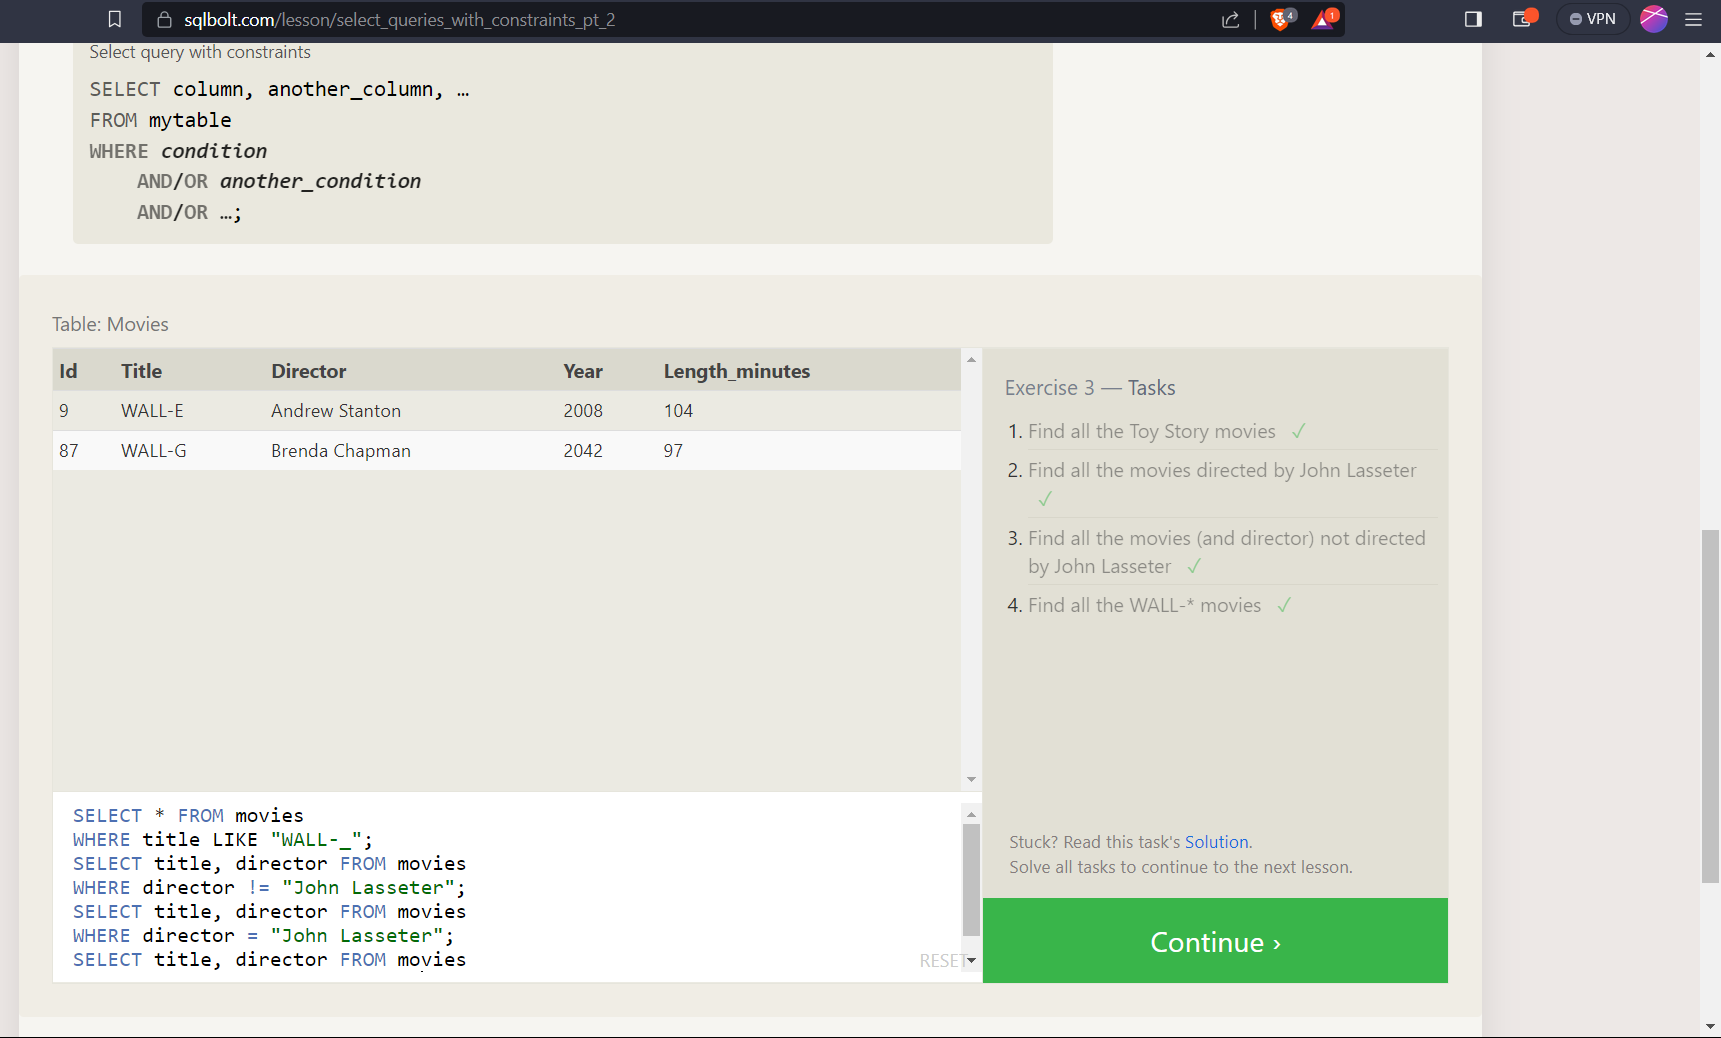 sqlbolt.com/lesson/select_queries_with_constraints_pt_2
4
1
VPN
Select query with constraints
SELECT column, another_column, …
FROM mytable
WHERE condition
AND/OR another_condition
AND/OR …;
Table: Movies
Id Title Director Year Length_minutes
9 WALL-E Andrew Stanton 2008 104
87 WALL-G Brenda Chapman 2042 97
SELECT * FROM movies
WHERE title LIKE "WALL-_";
SELECT title, director FROM movies
WHERE director != "John Lasseter";
SELECT title, director FROM movies
WHERE director = "John Lasseter";
SELECT title, director FROM movies
RESET
Exercise 3 — Tasks
1. Find all the Toy Story movies ✓
2. Find all the movies directed by John Lasseter
✓
3. Find all the movies (and director) not directed
by John Lasseter ✓
4. Find all the WALL-* movies ✓
Stuck? Read this task's Solution.
Solve all tasks to continue to the next lesson.
Continue ›